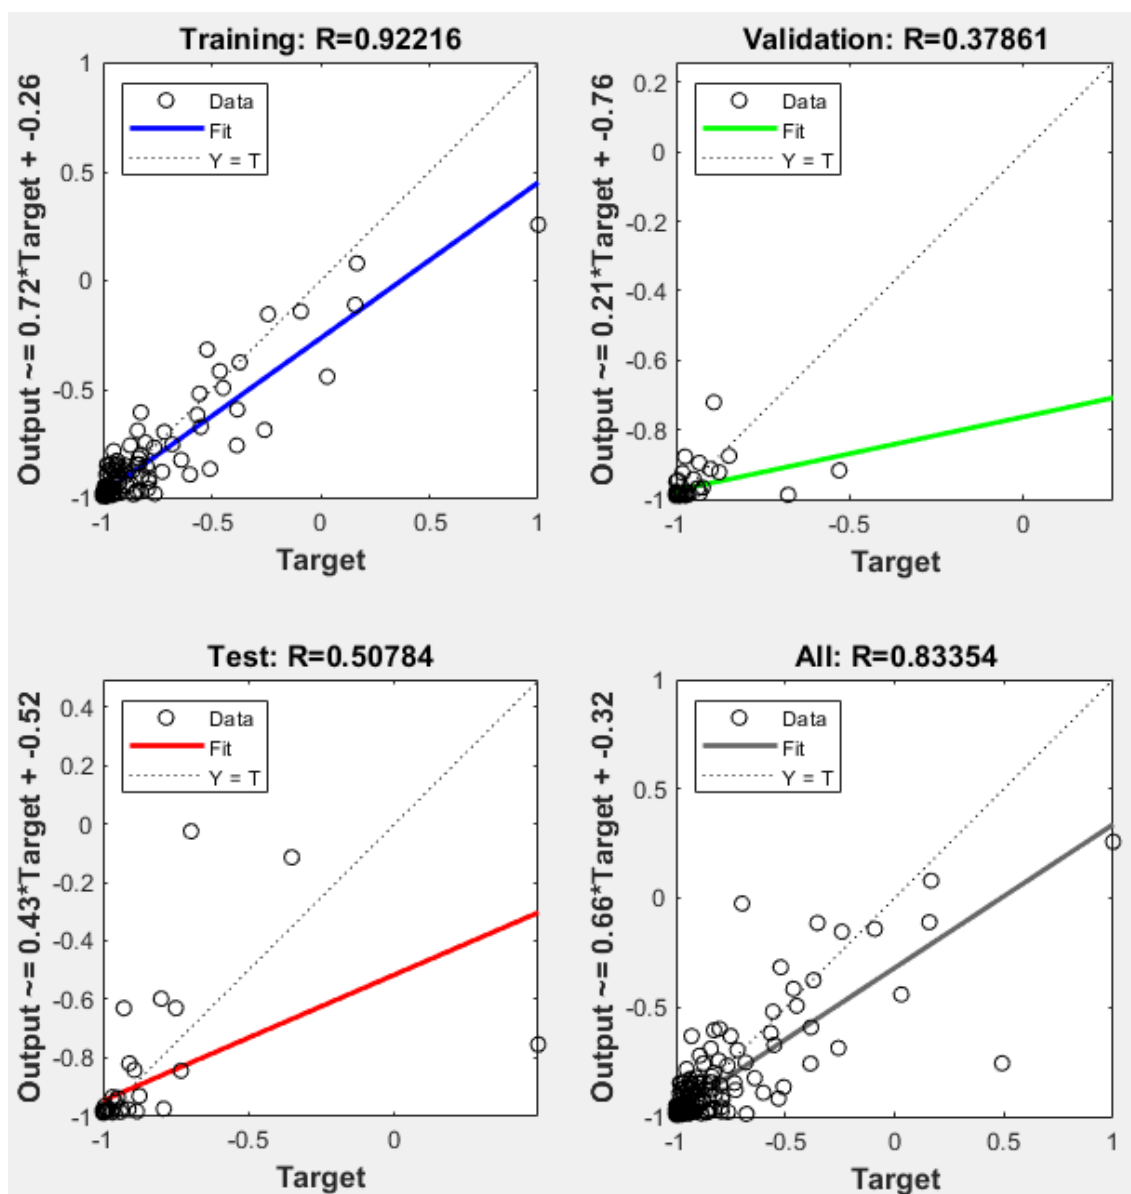 Training: R=0.92216
Output ~= 0.72*Target + -0.26
Data
Fit
Y = T
1
0.5
0
-0.5
-1
-1 -0.5 0 0.5 1
Target
Validation: R=0.37861
Output ~= 0.21*Target + -0.76
Data
Fit
Y = T
0.2
0
-0.2
-0.4
-0.6
-0.8
-1
-1 -0.5 0
Target
Test: R=0.50784
Output ~= 0.43*Target + -0.52
Data
Fit
Y = T
0.4
0.2
0
-0.2
-0.4
-0.6
-0.8
-1
-1 -0.5 0
Target
All: R=0.83354
Output ~= 0.66*Target + -0.32
Data
Fit
Y = T
1
0.5
0
-0.5
-1
-1 -0.5 0 0.5 1
Target